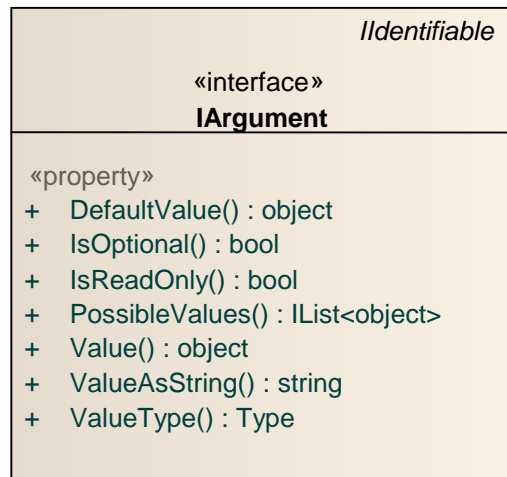 IIdentifiable
«interface»
IArgument
«property»
+ DefaultValue() : object
+ IsOptional() : bool
+ IsReadOnly() : bool
+ PossibleValues() : IList<object>
+ Value() : object
+ ValueAsString() : string
+ ValueType() : Type